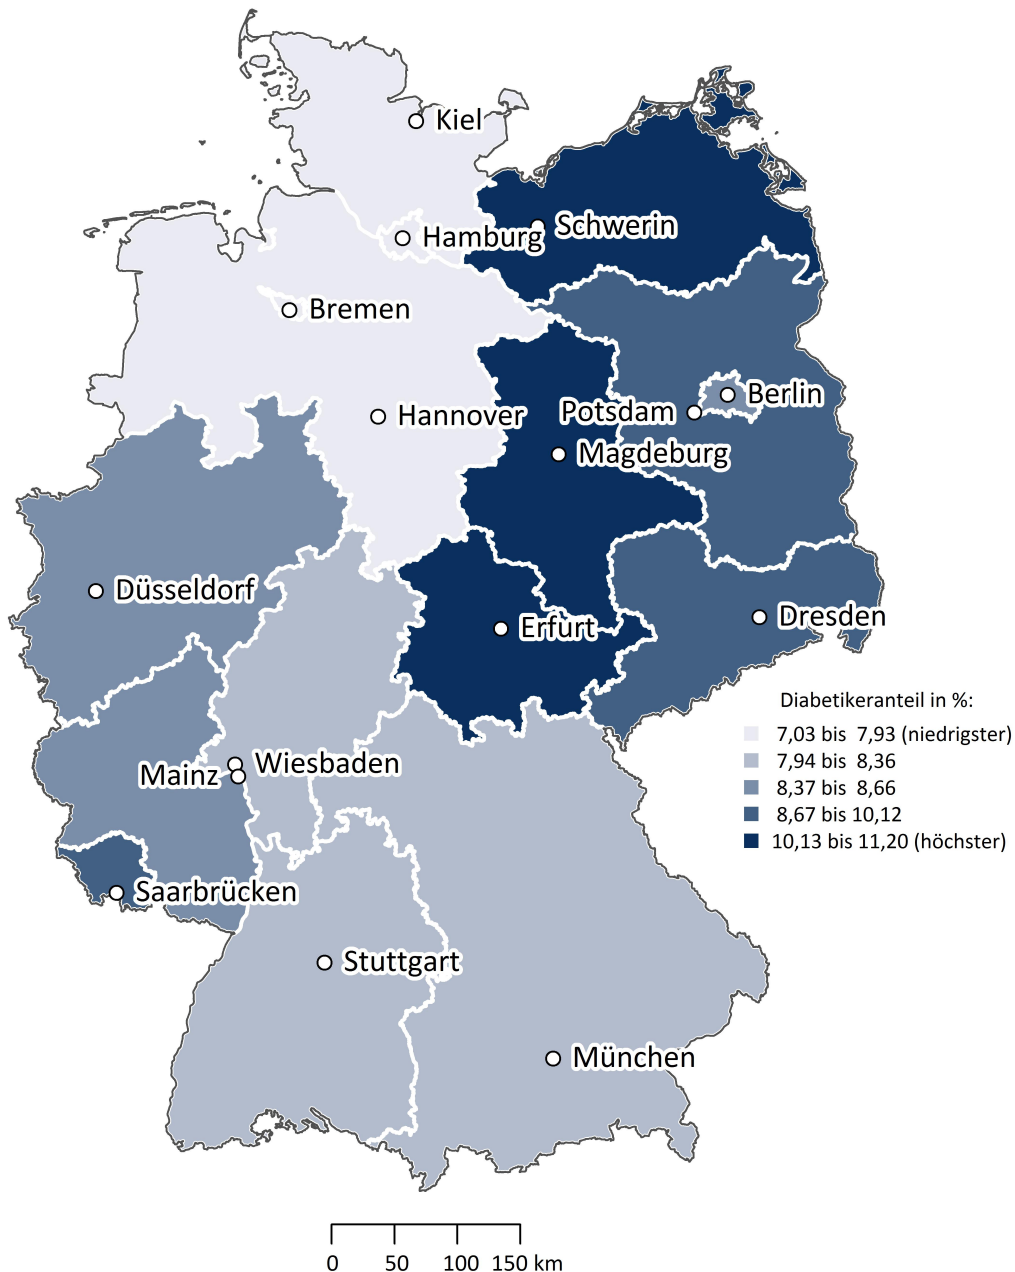 Kiel
Schwerin
Hamburg
Bremen
Berlin
Hannover
Potsdam
Magdeburg
Düsseldorf
Dresden
Erfurt
Diabetikeranteil in %:
7,03 bis 7,93 (niedrigster)
7,94 bis 8,36
8,37 bis 8,66
8,67 bis 10,12
10,13 bis 11,20 (höchster)
Wiesbaden
Mainz
Saarbrücken
Stuttgart
München
0 50 100 150 km